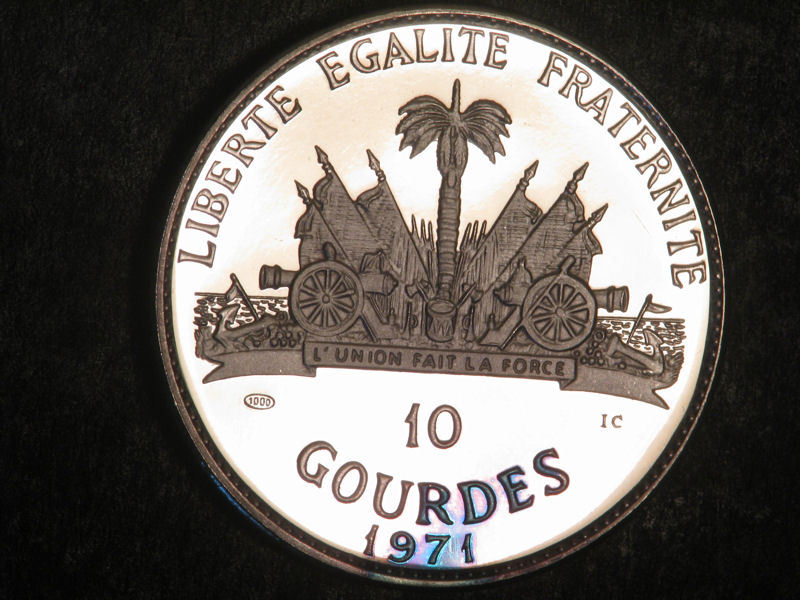 LIBERTE EGALITE FRATERNITE
L'UNION FAIT LA FORCE
1000
10
IC
GOURDES
1971